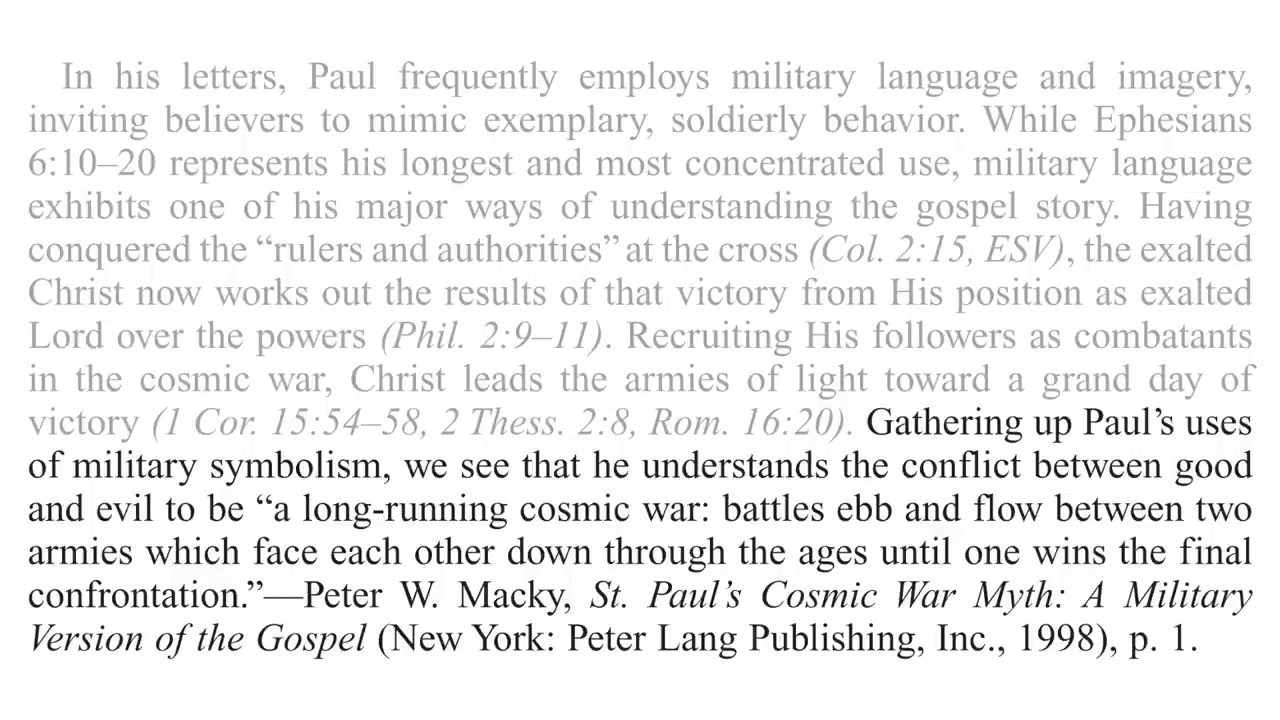 In his letters, Paul frequently employs military language and imagery,
inviting believers to mimic exemplary, soldierly behavior. While Ephesians
6:10–20 represents his longest and most concentrated use, military language
exhibits one of his major ways of understanding the gospel story. Having
conquered the “rulers and authorities” at the cross (Col. 2:15, ESV), the exalted
Christ now works out the results of that victory from His position as exalted
Lord over the powers (Phil. 2:9–11). Recruiting His followers as combatants
in the cosmic war, Christ leads the armies of light toward a grand day of
victory (1 Cor. 15:54–58, 2 Thess. 2:8, Rom. 16:20). Gathering up Paul’s uses
of military symbolism, we see that he understands the conflict between good
and evil to be “a long-running cosmic war: battles ebb and flow between two
armies which face each other down through the ages until one wins the final
confrontation.”—Peter W. Macky, St. Paul’s Cosmic War Myth: A Military
Version of the Gospel (New York: Peter Lang Publishing, Inc., 1998), p. 1.